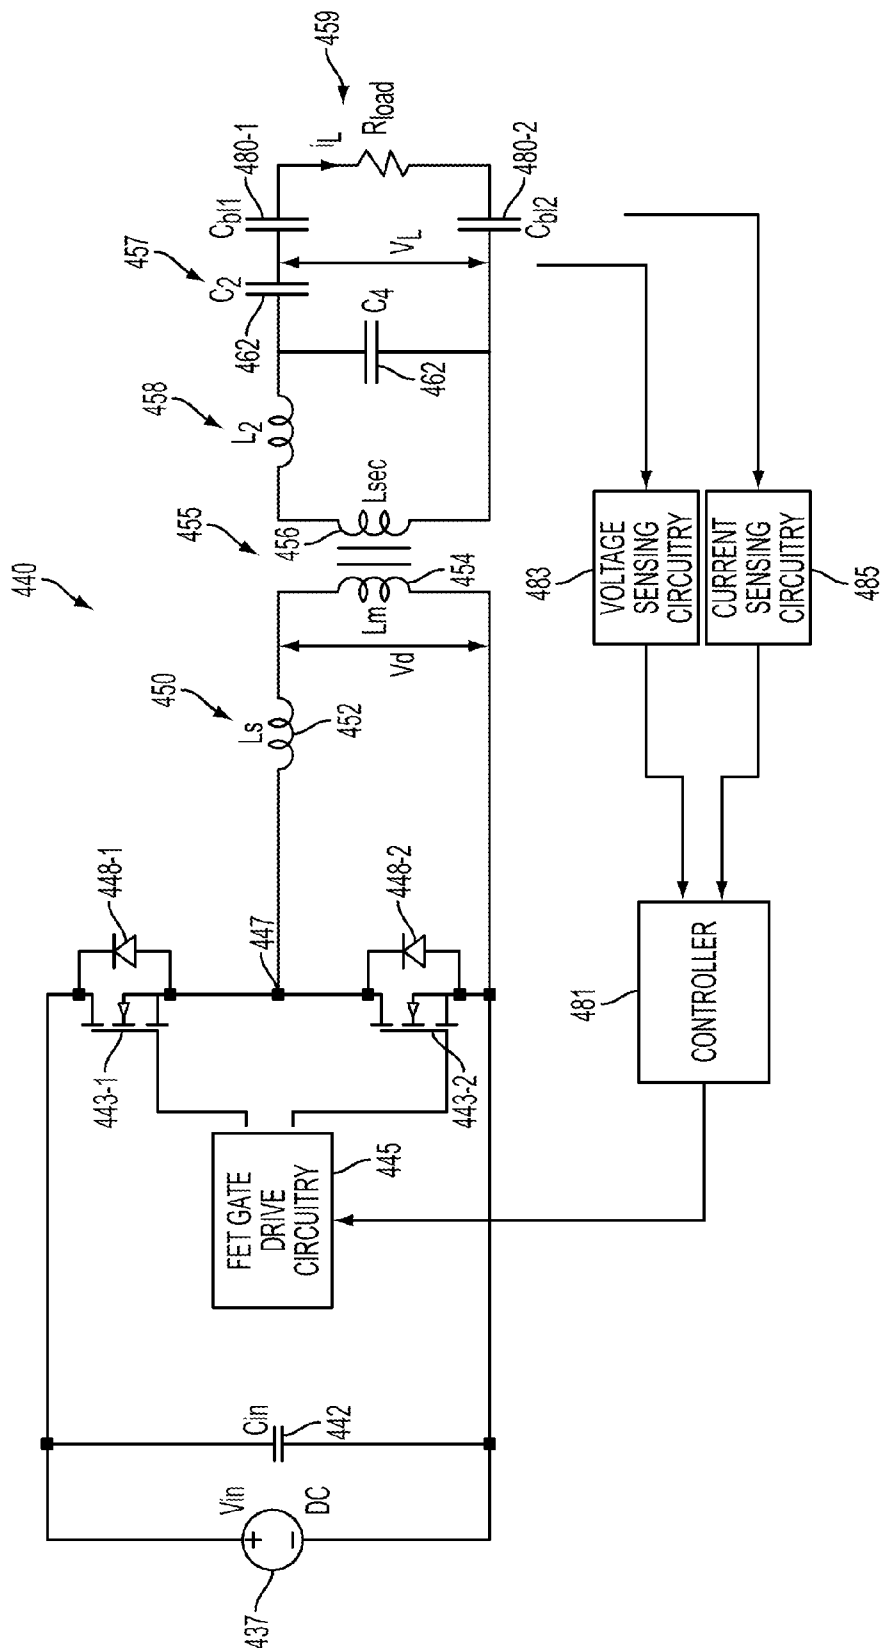 440
437
Vin
+
−
DC
Cin
442
FET GATE
DRIVE
CIRCUITRY
445
443-1
448-1
443-2
448-2
447
450
Ls
452
Vd
Lm
454
455
456
Lsec
458
L2
457
C2
462
C4
462
Cbl1
480-1
VL
iL
Rload
459
Cbl2
480-2
VOLTAGE
SENSING
CIRCUITRY
483
CURRENT
SENSING
CIRCUITRY
485
CONTROLLER
481